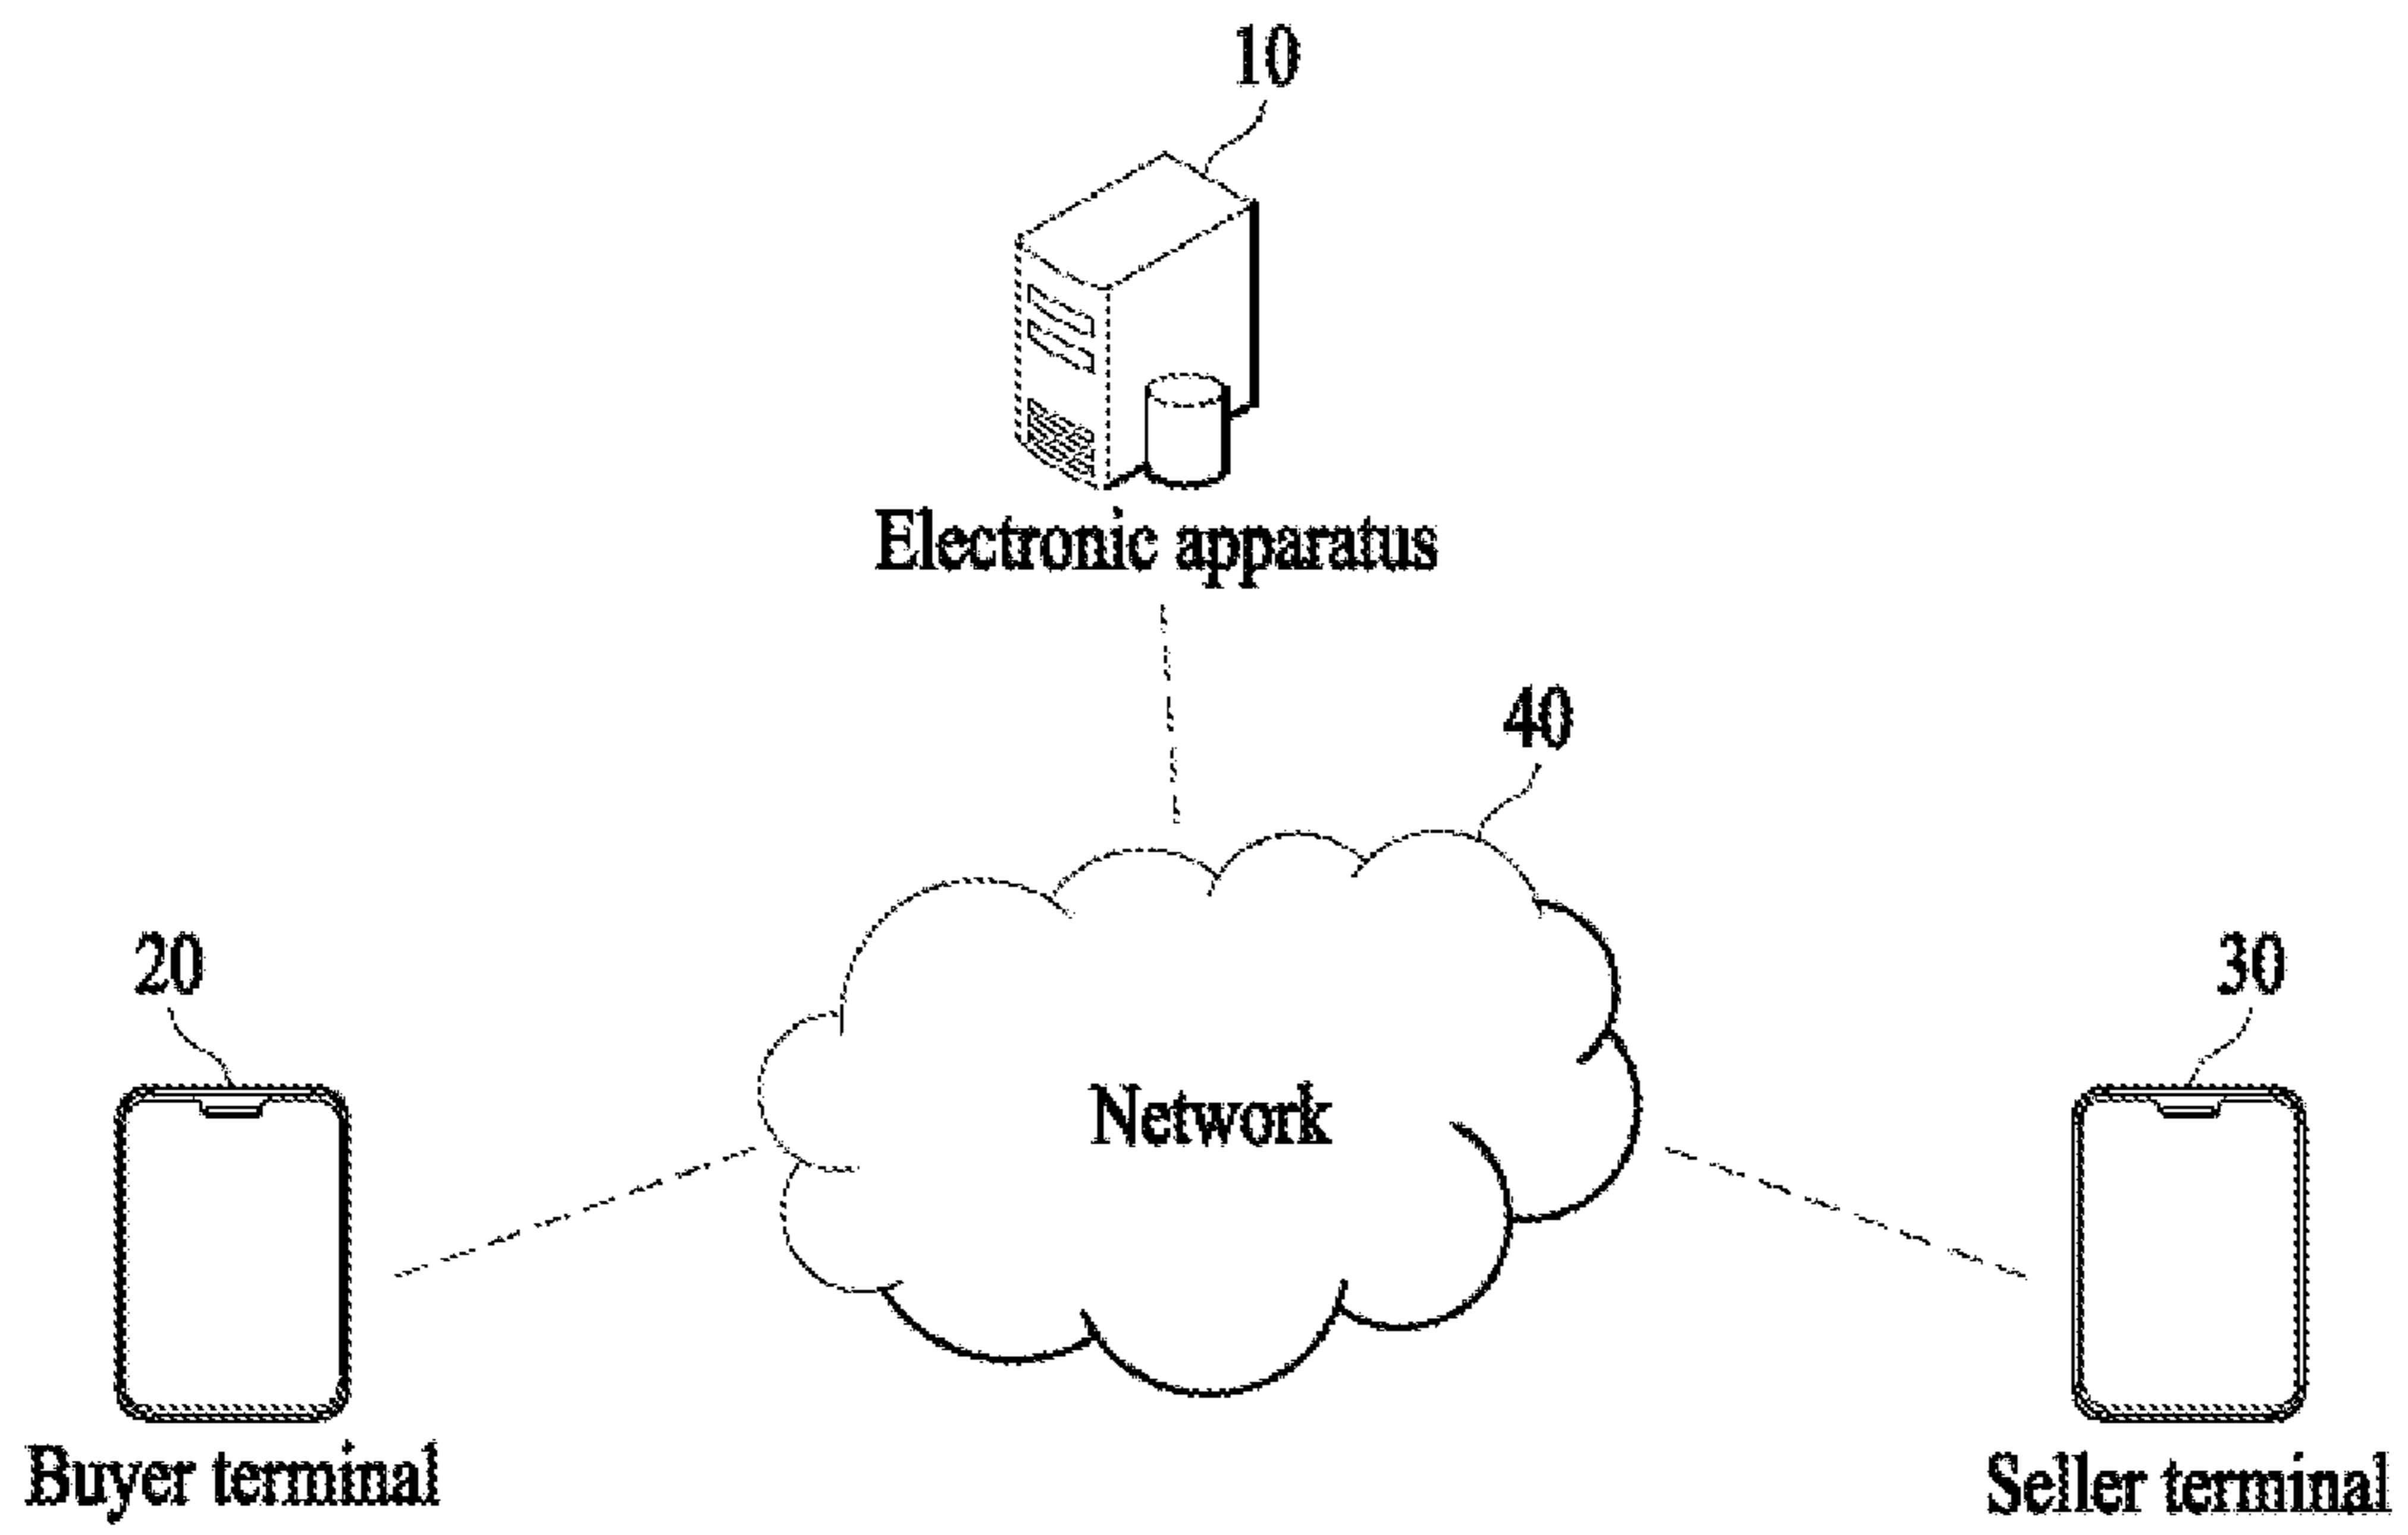 10
Electronic apparatus
40
20
30
Network
Buyer terminal
Seller terminal